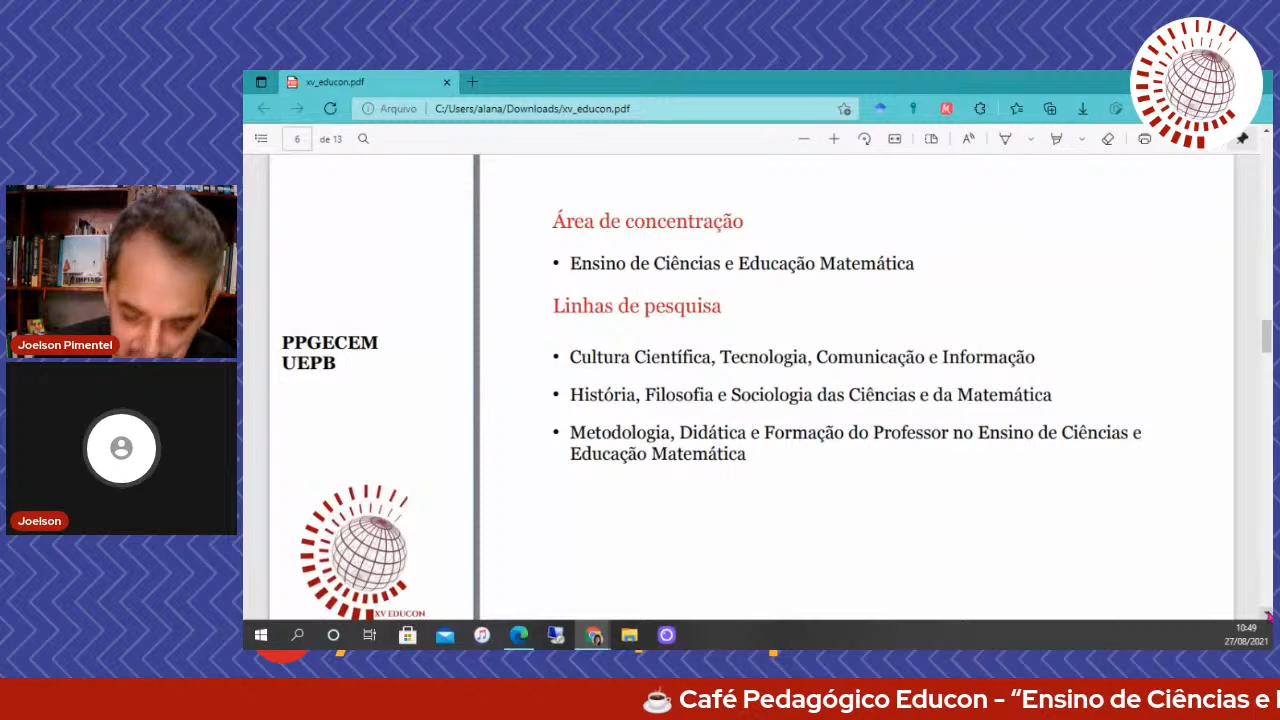 xv_educon.pdf
Arquivo
C:/Users/alana/Downloads/xv_educon.pdf
6
de 13
Área de concentração
• Ensino de Ciências e Educação Matemática
Linhas de pesquisa
• Cultura Científica, Tecnologia, Comunicação e Informação
• História, Filosofia e Sociologia das Ciências e da Matemática
• Metodologia, Didática e Formação do Professor no Ensino de Ciências e
Educação Matemática
PPGECEM
UEPB
XV EDUCON
Joelson Pimentel
Joelson
10:49
27/08/2021
☕ Café Pedagógico Educon - “Ensino de Ciências e